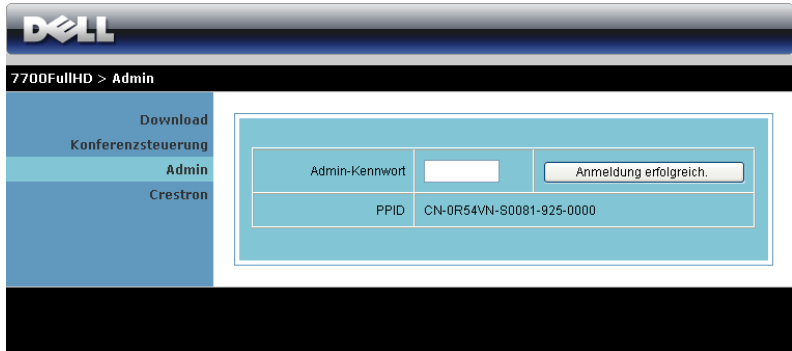 DELL
7700FullHD > Admin
Download
Konferenzsteuerung
Admin
Crestron
Admin-Kennwort
Anmeldung erfolgreich.
PPID
CN-0R54VN-S0081-925-0000